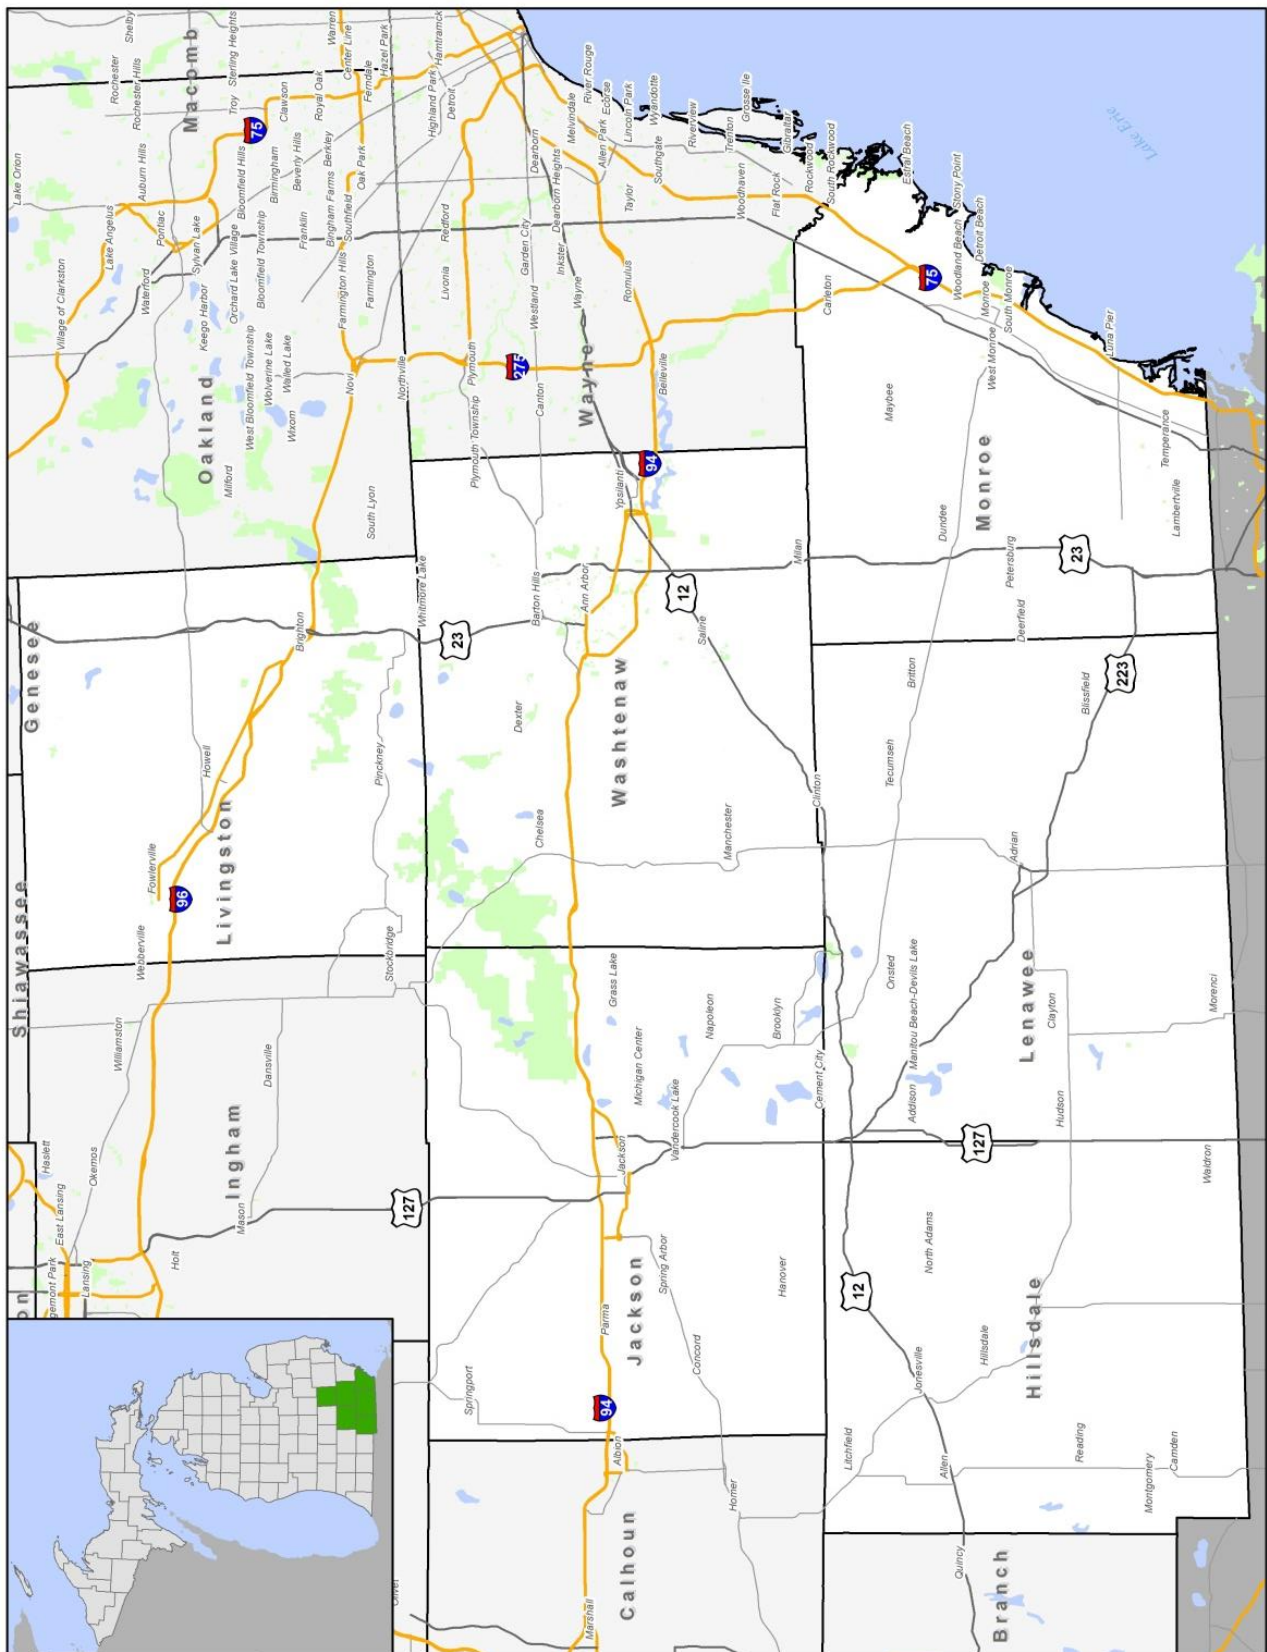 Shiawassee
Genesee
Macomb
Oakland
Livingston
Ingham
Wayne
Washtenaw
Jackson
Calhoun
Monroe
Lenawee
Hillsdale
Branch
on
Lake Erie
Lake Orion
Rochester
Shelby
Rochester Hills
Auburn Hills
Sterling Heights
Troy
Warren
Center Line
Village of Clarkston
Lake Angelus
Pontiac
Waterford
Sylvan Lake
Keego Harbor
Orchard Lake Village
Bloomfield Hills
Bloomfield Township
West Bloomfield Township
Birmingham
Clawson
Royal Oak
Beverly Hills
Franklin
Bingham Farms
Berkley
Hazel Park
Ferndale
Oak Park
Southfield
Wolverine Lake
Walled Lake
Wixom
Milford
Farmington Hills
Farmington
Novi
South Lyon
Northville
Highland Park
Hamtramck
Detroit
Redford
Livonia
Plymouth
Plymouth Township
Canton
Westland
Garden City
Dearborn Heights
Dearborn
Inkster
Wayne
Melvindale
River Rouge
Ecorse
Allen Park
Lincoln Park
Wyandotte
Taylor
Southgate
Romulus
Belleville
Riverview
Trenton
Grosse Ile
Gibraltar
Woodhaven
Flat Rock
Rockwood
South Rockwood
Estral Beach
Stony Point
Woodland Beach
Detroit Beach
Carleton
Monroe
South Monroe
West Monroe
Luna Pier
Maybee
Dundee
Petersburg
Temperance
Lambertville
Milan
Ypsilanti
Ann Arbor
Barton Hills
Whitmore Lake
Saline
Dexter
Chelsea
Manchester
Brighton
Howell
Pinckney
Fowlerville
Webberville
Williamston
Stockbridge
Dansville
Haslett
Okemos
East Lansing
gemont Park
Lansing
Holt
Mason
Grass Lake
Michigan Center
Napoleon
Brooklyn
Vandercook Lake
Jackson
Spring Arbor
Parma
Springport
Concord
Hanover
Cement City
Albion
Homer
Marshall
Clinton
Tecumseh
Britton
Deerfield
Blissfield
Adrian
Onsted
Manitou Beach-Devils Lake
Addison
Clayton
Hudson
Morenci
Waldron
North Adams
Hillsdale
Jonesville
Litchfield
Allen
Reading
Camden
Montgomery
Quincy
75
75
275
94
94
96
23
23
12
12
127
127
223